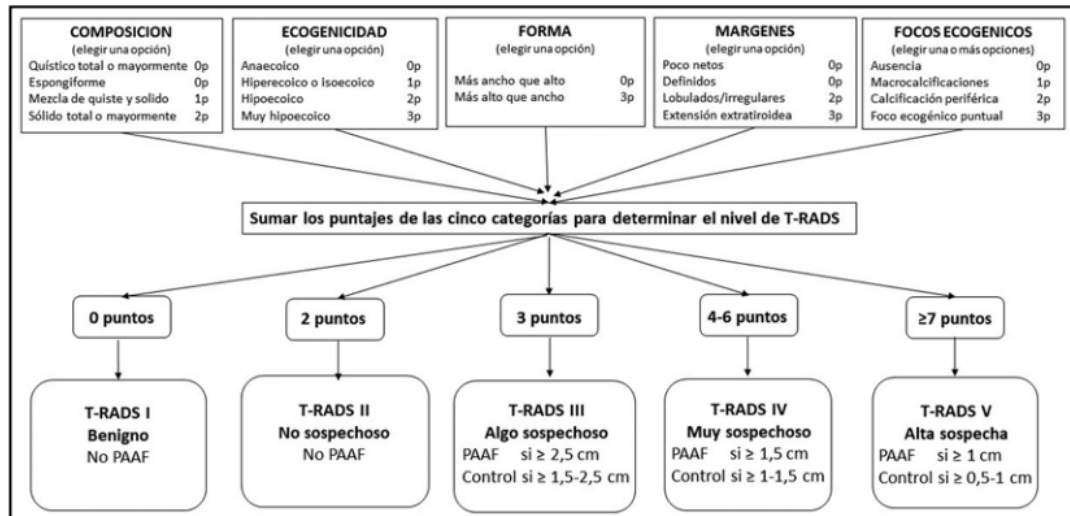 COMPOSICION
(elegir una opción)
Quístico total o mayormente 0p
Espongiforme 0p
Mezcla de quiste y solido 1p
Sólido total o mayormente 2p
ECOGENICIDAD
(elegir una opción)
Anaecoico 0p
Hiperecoico o isoecoico 1p
Hipoecoico 2p
Muy hipoecoico 3p
FORMA
(elegir una opción)
Más ancho que alto 0p
Más alto que ancho 3p
MARGENES
(elegir una opción)
Poco netos 0p
Definidos 0p
Lobulados/irregulares 2p
Extensión extratiroidea 3p
FOCOS ECOGENICOS
(elegir una o más opciones)
Ausencia 0p
Macrocalcificaciones 1p
Calcificación periférica 2p
Foco ecogénico puntual 3p
Sumar los puntajes de las cinco categorías para determinar el nivel de T-RADS
0 puntos
2 puntos
3 puntos
4-6 puntos
≥7 puntos
T-RADS I
Benigno
No PAAF
T-RADS II
No sospechoso
No PAAF
T-RADS III
Algo sospechoso
PAAF si ≥ 2,5 cm
Control si ≥ 1,5-2,5 cm
T-RADS IV
Muy sospechoso
PAAF si ≥ 1,5 cm
Control si ≥ 1-1,5 cm
T-RADS V
Alta sospecha
PAAF si ≥ 1 cm
Control si ≥ 0,5-1 cm